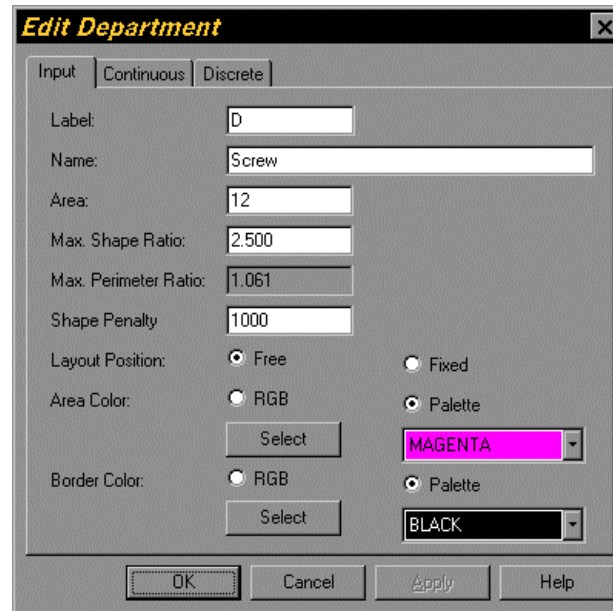 Edit Department
Input Continuous Discrete
Label: D
Name: Screw
Area: 12
Max. Shape Ratio: 2.500
Max. Perimeter Ratio: 1.061
Shape Penalty 1000
Layout Position: Free Fixed
Area Color: RGB Palette
Select MAGENTA
Border Color: RGB Palette
Select BLACK
OK Cancel Apply Help